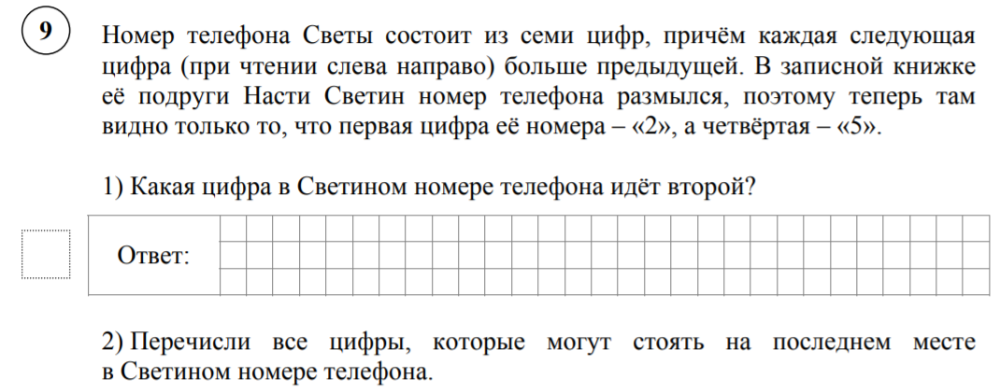 9
Номер телефона Светы состоит из семи цифр, причём каждая следующая
цифра (при чтении слева направо) больше предыдущей. В записной книжке
её подруги Насти Светин номер телефона размылся, поэтому теперь там
видно только то, что первая цифра её номера – «2», а четвёртая – «5».
1) Какая цифра в Светином номере телефона идёт второй?
Ответ:
2) Перечисли все цифры, которые могут стоять на последнем месте
в Светином номере телефона.